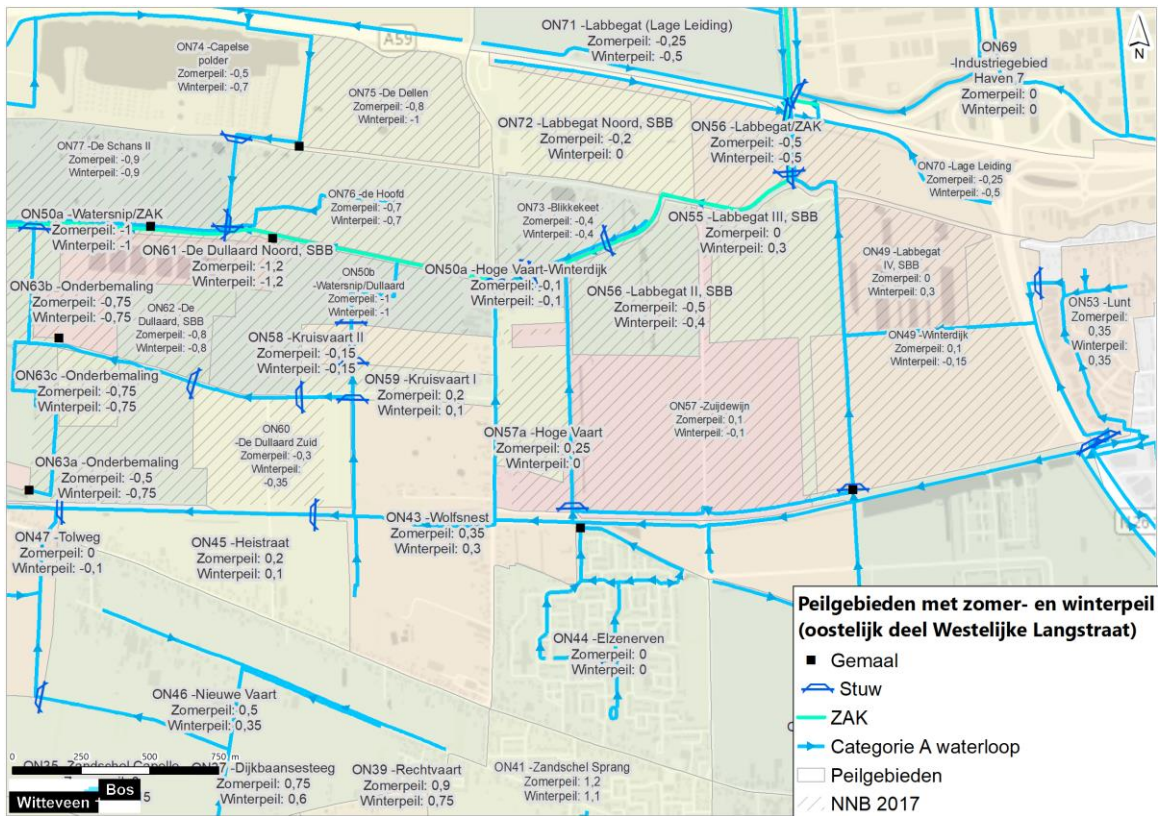 ON71 -Labbegat (Lage Leiding)
Zomerpeil: -0,25
Winterpeil: -0,5
ON74 -Capelse
polder
Zomerpeil: -0,5
Winterpeil: -0,7
A59
N
ON69
-Industriegebied
Haven 7
Zomerpeil: 0
Winterpeil: 0
ON75 -De Dellen
Zomerpeil: -0,8
Winterpeil: -1
ON72 -Labbegat Noord, SBB
Zomerpeil: -0,2
Winterpeil: 0
ON56 -Labbegat/ZAK
Zomerpeil: -0,5
Winterpeil: -0,5
ON77 -De Schans II
Zomerpeil: -0,9
Winterpeil: -0,9
ON70 -Lage Leiding
Zomerpeil: -0,25
Winterpeil: -0,5
ON76 -de Hoofd
Zomerpeil: -0,7
Winterpeil: -0,7
ON73 -Blikkekeet
Zomerpeil: -0,4
Winterpeil: -0,4
ON55 -Labbegat III, SBB
Zomerpeil: 0
Winterpeil: 0,3
ON50a -Watersnip/ZAK
Zomerpeil: -1
Winterpeil: -1
ON61 -De Dullaard Noord, SBB
Zomerpeil: -1,2
Winterpeil: -1,2
ON49 -Labbegat
IV, SBB
Zomerpeil: 0
Winterpeil: 0,3
ON50b
-Watersnip/Dullaard
Zomerpeil: -1
Winterpeil: -1
ON50a -Hoge Vaart-Winterdijk
Zomerpeil: -0,1
Winterpeil: -0,1
ON56 -Labbegat II, SBB
Zomerpeil: -0,5
Winterpeil: -0,4
ON63b -Onderbemaling
Zomerpeil: -0,75
Winterpeil: -0,75
ON62 -De
Dullaard, SBB
Zomerpeil: -0,8
Winterpeil: -0,8
ON53 -Lunt
Zomerpeil:
0,35
Winterpeil:
0,35
ON58 -Kruisvaart II
Zomerpeil: -0,15
Winterpeil: -0,15
ON49 -Winterdijk
Zomerpeil: 0,1
Winterpeil: -0,15
ON63c -Onderbemaling
Zomerpeil: -0,75
Winterpeil: -0,75
ON59 -Kruisvaart I
Zomerpeil: 0,2
Winterpeil: 0,1
ON57 -Zuijdewijn
Zomerpeil: 0,1
Winterpeil: -0,1
ON60
-De Dullaard Zuid
Zomerpeil: -0,3
Winterpeil:
-0,35
ON57a -Hoge Vaart
Zomerpeil: 0,25
Winterpeil: 0
ON63a -Onderbemaling
Zomerpeil: -0,5
Winterpeil: -0,75
ON43 -Wolfsnest
Zomerpeil: 0,35
Winterpeil: 0,3
ON47 -Tolweg
Zomerpeil: 0
Winterpeil: -0,1
ON45 -Heistraat
Zomerpeil: 0,2
Winterpeil: 0,1
ON44 -Elzenerven
Zomerpeil: 0
Winterpeil: 0
ON46 -Nieuwe Vaart
Zomerpeil: 0,5
Winterpeil: 0,35
-Dijkbaansesteeg
Zomerpeil: 0,75
Winterpeil: 0,6
ON39 -Rechtvaart
Zomerpeil: 0,9
Winterpeil: 0,75
ON41 -Zandschel Sprang
Zomerpeil: 1,2
Winterpeil: 1,1
0 250 500 750 m
Witteveen
Bos
Peilgebieden met zomer- en winterpeil
(oostelijk deel Westelijke Langstraat)
Gemaal
Stuw
ZAK
Categorie A waterloop
Peilgebieden
NNB 2017